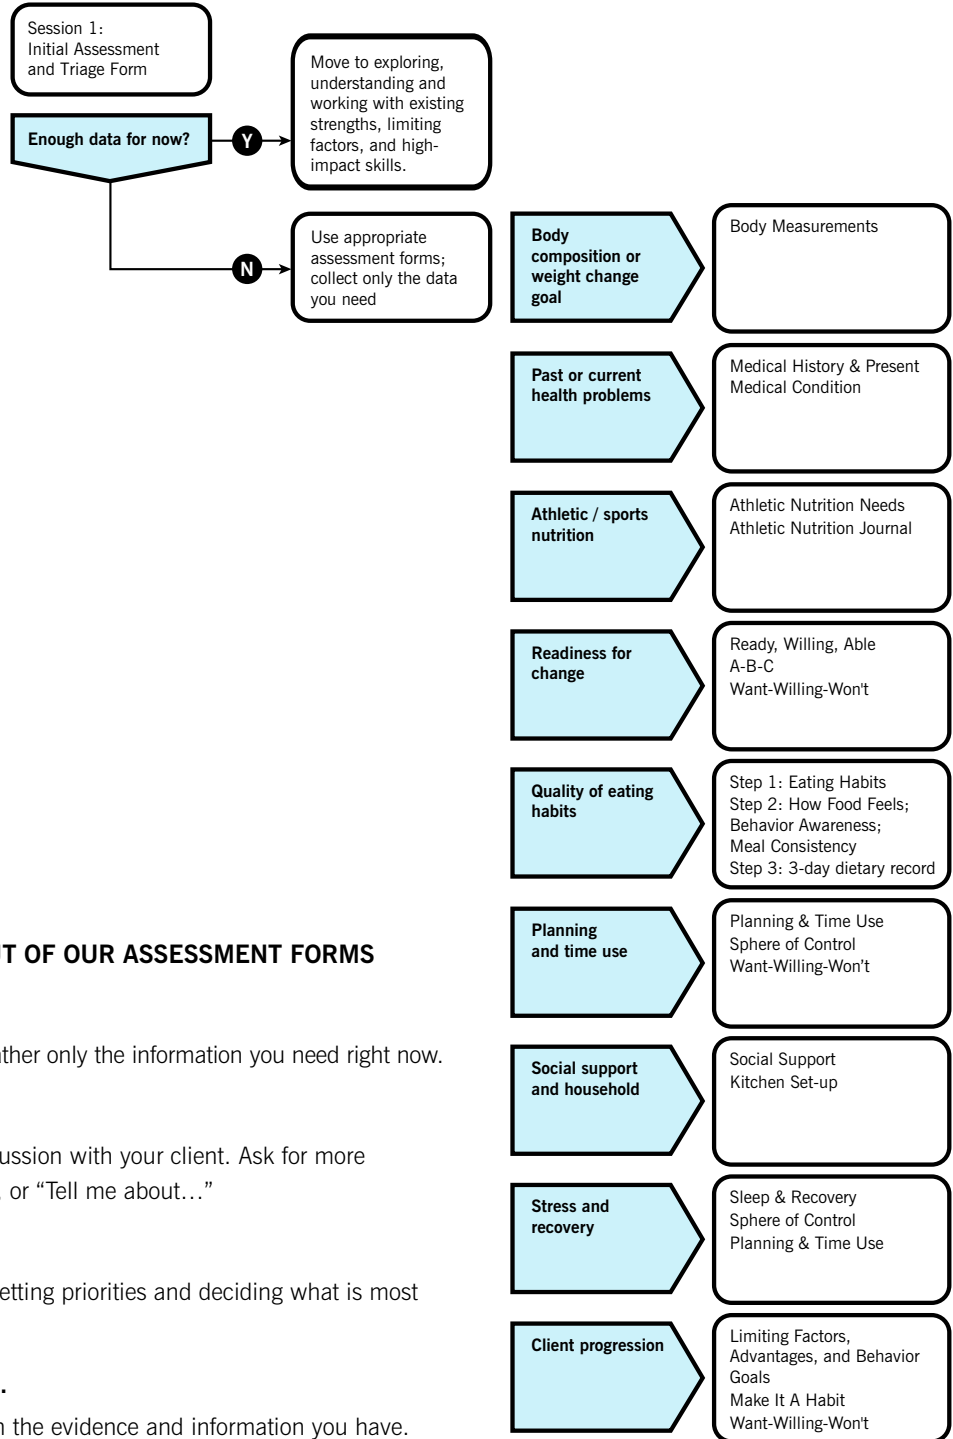 Session 1:
Initial Assessment
and Triage Form
Enough data for now?
Y
Move to exploring,
understanding and
working with existing
strengths, limiting
factors, and high-
impact skills.
N
Use appropriate
assessment forms;
collect only the data
you need
Body
composition or
weight change
goal
Body Measurements
Past or current
health problems
Medical History & Present
Medical Condition
Athletic / sports
nutrition
Athletic Nutrition Needs
Athletic Nutrition Journal
Readiness for
change
Ready, Willing, Able
A-B-C
Want-Willing-Won't
Quality of eating
habits
Step 1: Eating Habits
Step 2: How Food Feels;
Behavior Awareness;
Meal Consistency
Step 3: 3-day dietary record
Planning
and time use
Planning & Time Use
Sphere of Control
Want-Willing-Won’t
Social support
and household
Social Support
Kitchen Set-up
Stress and
recovery
Sleep & Recovery
Sphere of Control
Planning & Time Use
Client progression
Limiting Factors,
Advantages, and Behavior
Goals
Make It A Habit
Want-Willing-Won't
OF OUR ASSESSMENT FORMS
only the information you need right now.
with your client. Ask for more
or “Tell me about…”
priorities and deciding what is most
.
the evidence and information you have.